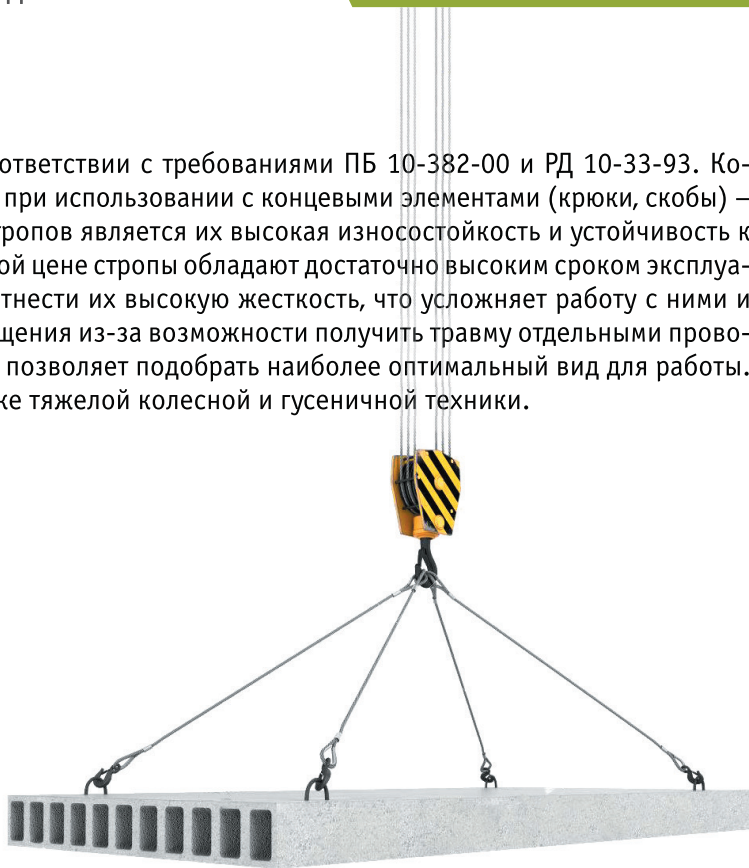 ответствии с требованиями ПБ 10-382-00 и РД 10-33-93. Ко-
при использовании с концевыми элементами (крюки, скобы) –
тропов является их высокая износостойкость и устойчивость к
ой цене стропы обладают достаточно высоким сроком эксплуа-
тнести их высокую жесткость, что усложняет работу с ними и
щения из-за возможности получить травму отдельными прово-
позволяет подобрать наиболее оптимальный вид для работы.
же тяжелой колесной и гусеничной техники.